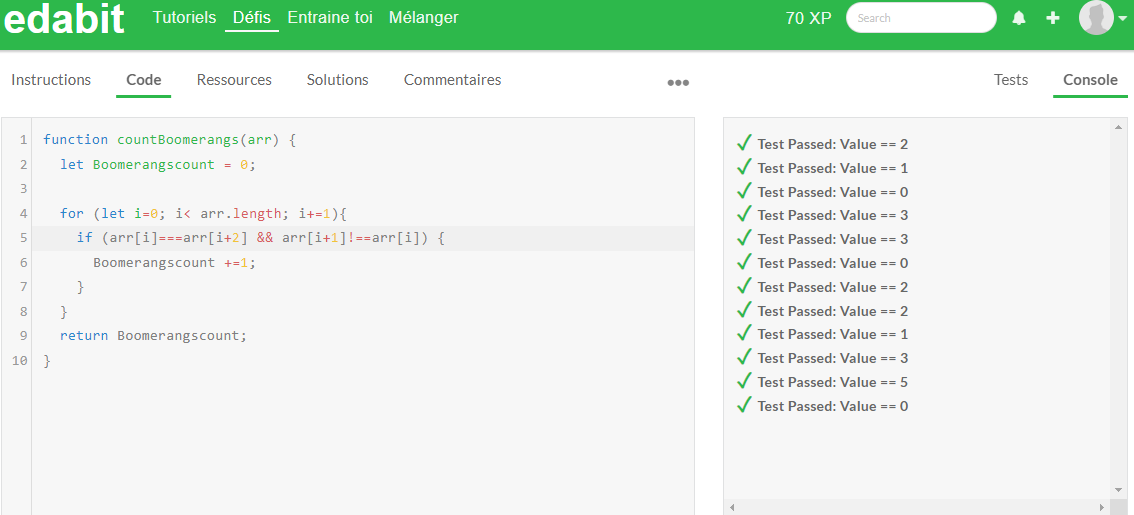 edabit Tutoriels Défis Entraine toi Mélanger 70 XP Search
Instructions Code Ressources Solutions Commentaires ••• Tests Console
1 function countBoomerangs(arr) {
2 let Boomerangscount = 0;
3
4 for (let i=0; i< arr.length; i+=1){
5 if (arr[i]===arr[i+2] && arr[i+1]!==arr[i]) {
6 Boomerangscount +=1;
7 }
8 }
9 return Boomerangscount;
10 }
✓ Test Passed: Value == 2
✓ Test Passed: Value == 1
✓ Test Passed: Value == 0
✓ Test Passed: Value == 3
✓ Test Passed: Value == 3
✓ Test Passed: Value == 0
✓ Test Passed: Value == 2
✓ Test Passed: Value == 2
✓ Test Passed: Value == 1
✓ Test Passed: Value == 3
✓ Test Passed: Value == 5
✓ Test Passed: Value == 0